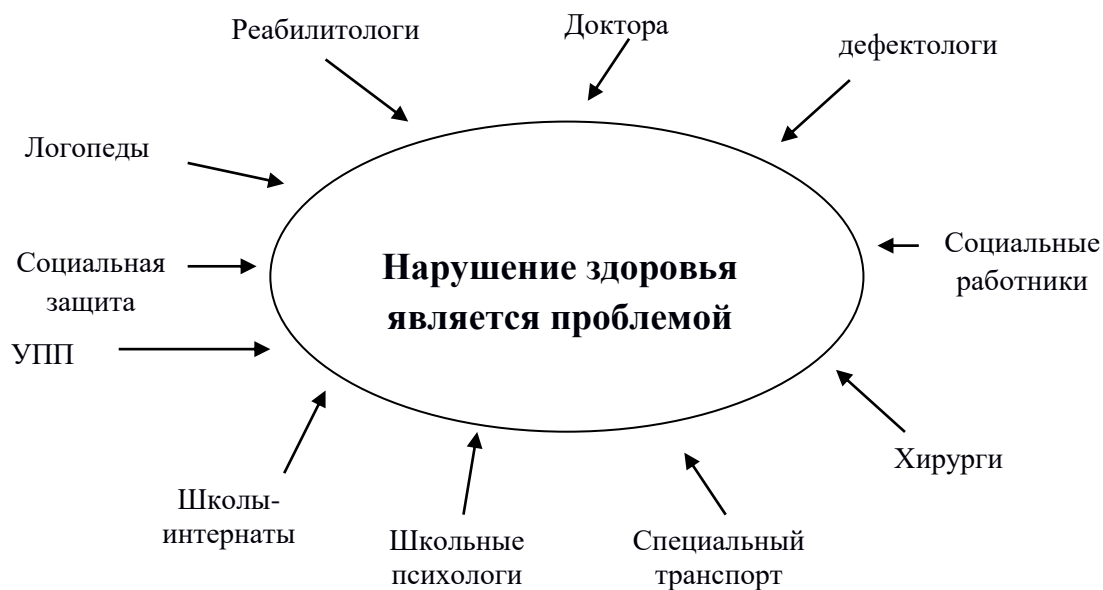 Реабилитологи
Доктора
дефектологи
Логопеды
Социальная
защита
Нарушение здоровья
является проблемой
Социальные
работники
УПП
Хирурги
Школы-
интернаты
Школьные
психологи
Специальный
транспорт